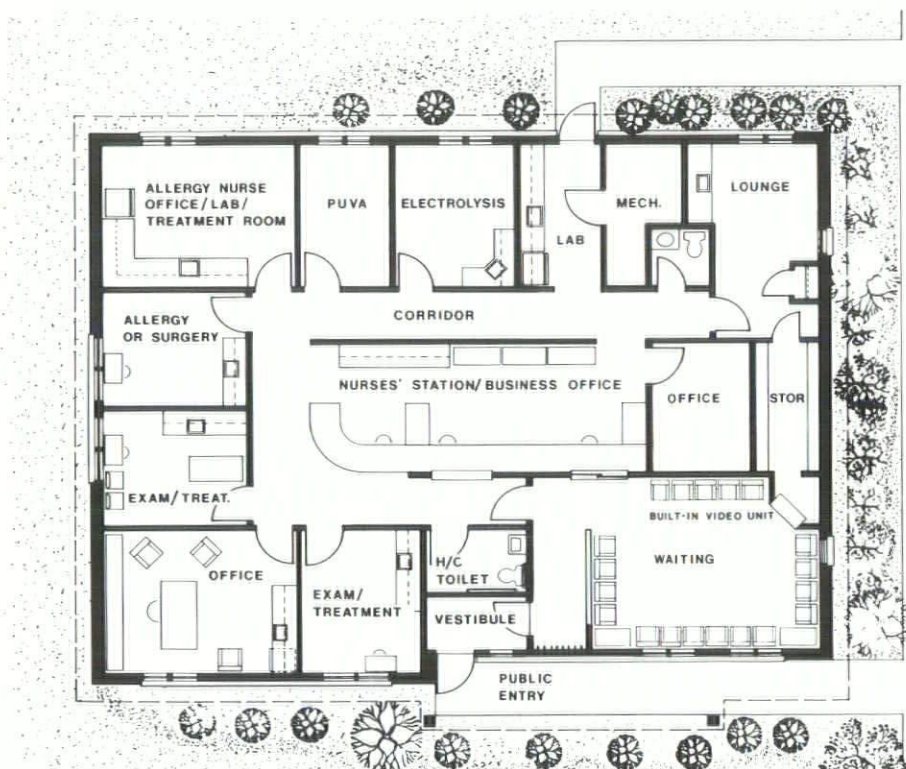 ALLERGY NURSE
OFFICE/LAB/
TREATMENT ROOM
PUVA
ELECTROLYSIS
LAB
MECH.
LOUNGE
CORRIDOR
ALLERGY
OR SURGERY
NURSES' STATION/BUSINESS OFFICE
OFFICE
STOR
EXAM/TREAT.
BUILT-IN VIDEO UNIT
WAITING
OFFICE
EXAM/
TREATMENT
H/C
TOILET
VESTIBULE
PUBLIC
ENTRY